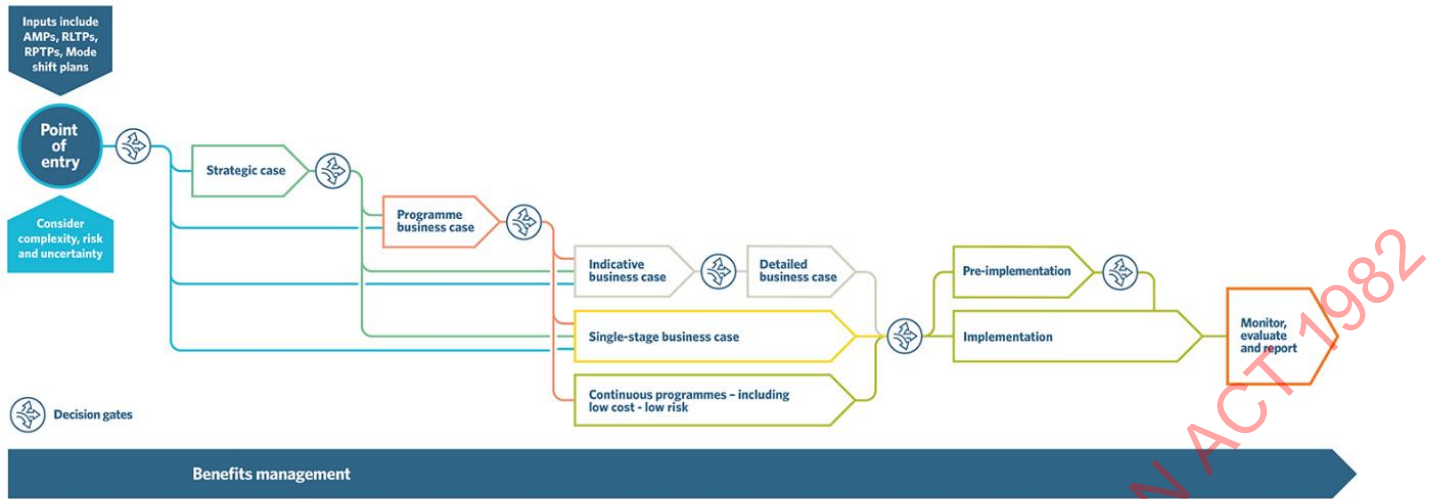 Inputs include
AMPs, RLTPs,
RPTPs, Mode
shift plans
Point
of
entry
Consider
complexity, risk
and uncertainty
Strategic case
Programme
business case
Indicative
business case
Detailed
business case
Single-stage business case
Continuous programmes – including
low cost - low risk
Pre-implementation
Implementation
Monitor,
evaluate
and report
Decision gates
Benefits management
ACT 1982